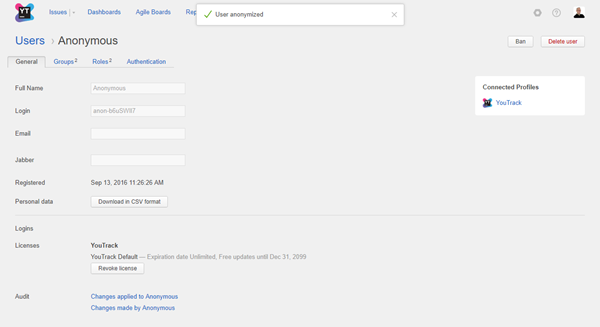 YT
Issues
Dashboards
Agile Boards
User anonymized
Users › Anonymous
Ban
Delete user
General
Groups 2
Roles 2
Authentication
Full Name
Anonymous
Connected Profiles
YouTrack
Login
Email
Jabber
Registered
Sep 13, 2016 11:26:26 AM
Personal data
Download in CSV format
Logins
Licenses
YouTrack
YouTrack Default — Expiration date Unlimited, Free updates until Dec 31, 2099
Revoke license
Audit
Changes applied to Anonymous
Changes made by Anonymous